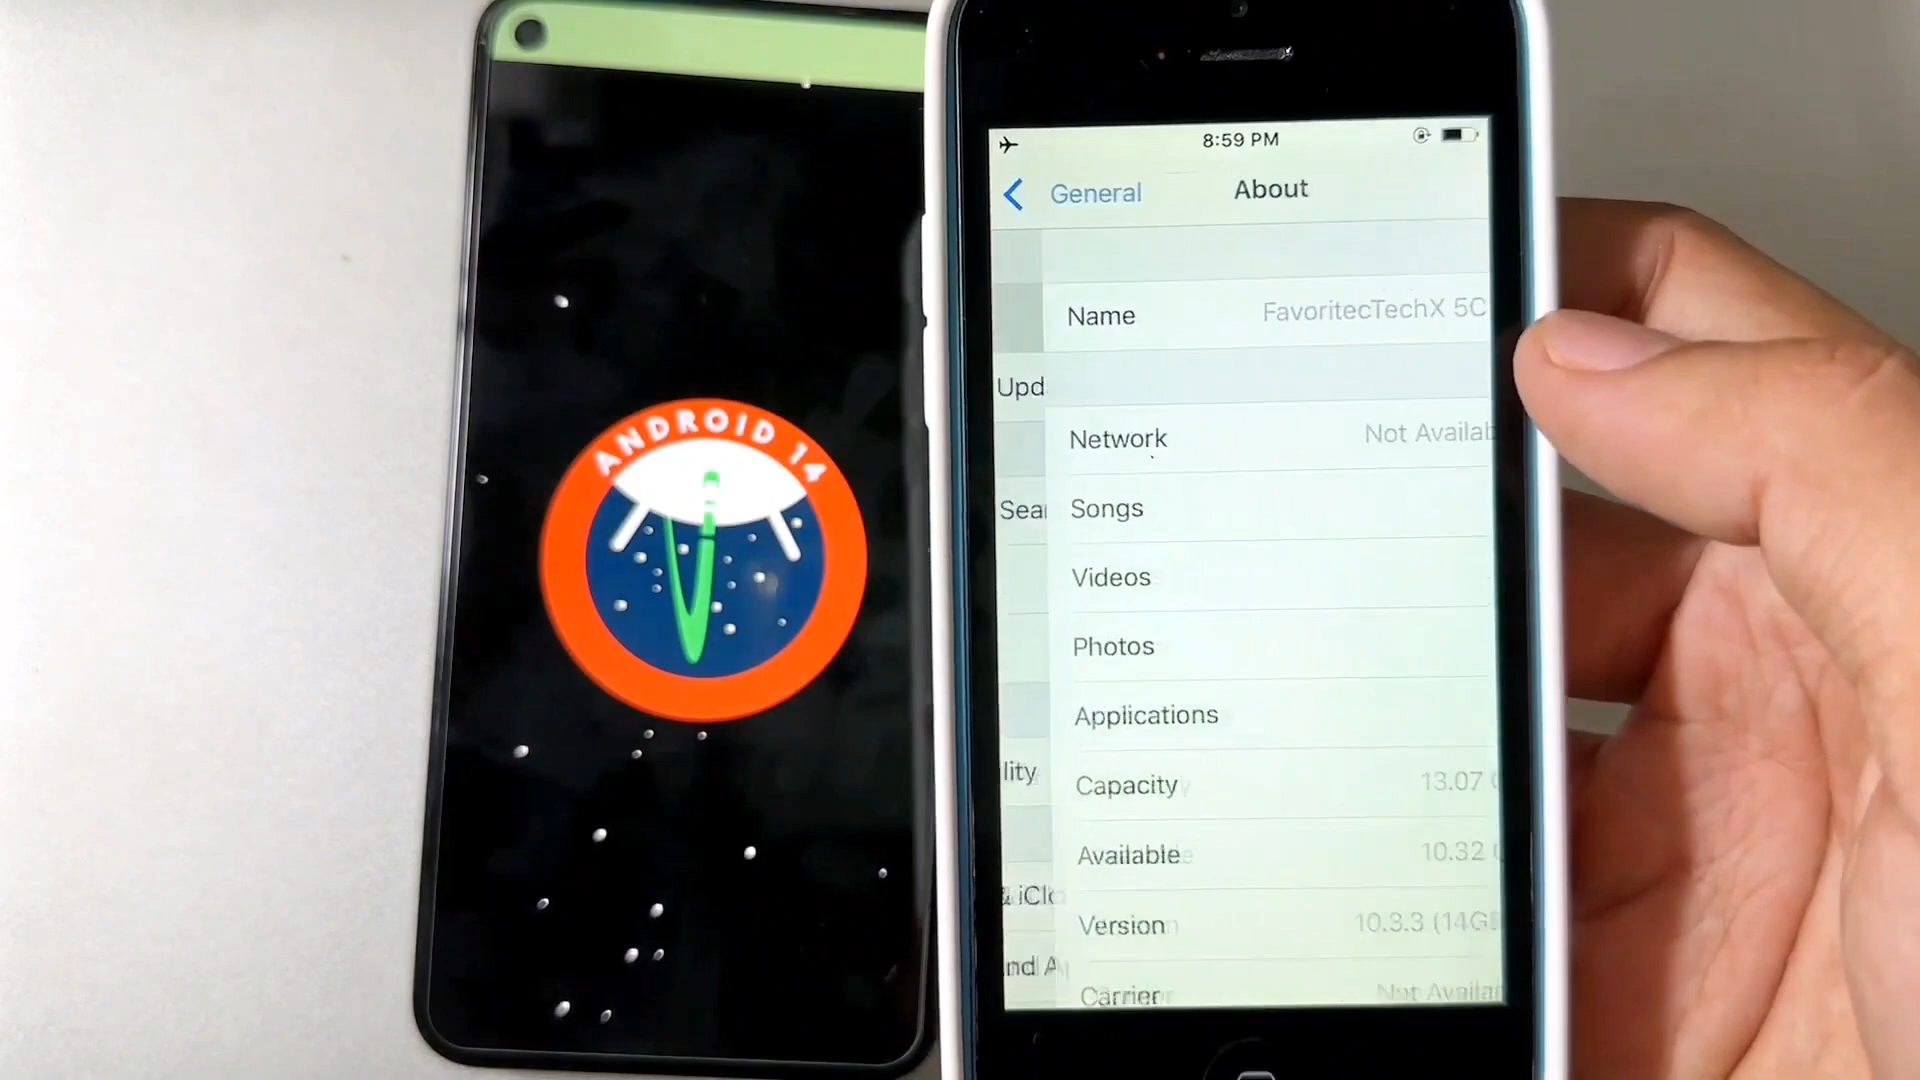 ANDROID 14
8:59 PM
General
About
Name
FavoritecTechX 5C
Upd
Network
Not Availab
Sear
Songs
Videos
Photos
Applications
lity
Capacity
13.07
Available
10.32
& iClo
Version
10.3.3 (14G
nd A
Carrier
Not Availa